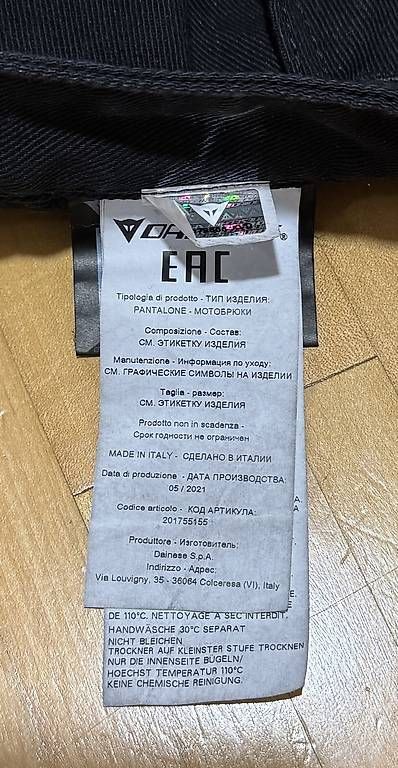 EAC
Tipologia di prodotto - ТИП ИЗДЕЛИЯ:
PANTALONE - МОТОБРЮКИ
Composizione - Состав:
СМ. ЭТИКЕТКУ ИЗДЕЛИЯ
Manutenzione - Информация по уходу:
СМ. ГРАФИЧЕСКИЕ СИМВОЛЫ НА ИЗДЕЛИИ
Taglia - размер:
СМ. ЭТИКЕТКУ ИЗДЕЛИЯ
Prodotto non in scadenza -
Срок годности не ограничен
MADE IN ITALY - СДЕЛАНО В ИТАЛИИ
Data di produzione - ДАТА ПРОИЗВОДСТВА:
05 / 2021
Codice articolo - КОД АРТИКУЛА:
201755155
Produttore - Изготовитель:
Dainese S.p.A.
Indirizzo - Адрес:
Via Louvigny, 35 - 36064 Colceresa (VI), Italy
DE 110°C. NETTOYAGE A SEC INTERDIT.
HANDWÄSCHE 30°C SEPARAT
NICHT BLEICHEN
TROCKNER AUF KLEINSTER STUFE TROCKNEN
NUR DIE INNENSEITE BÜGELN/
HOECHST TEMPERATUR 110°C
KEINE CHEMISCHE REINIGUNG.